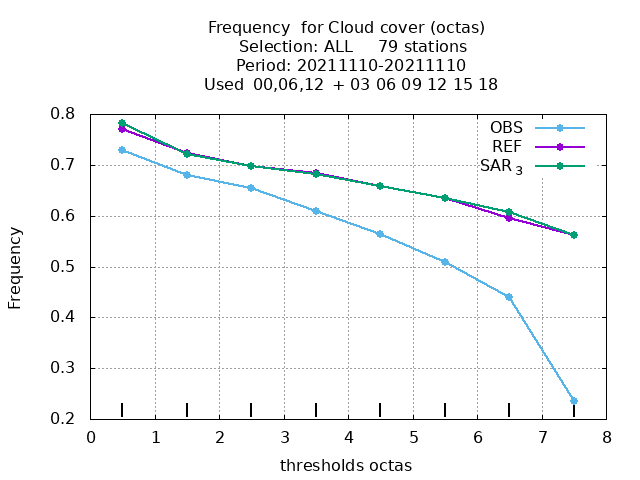 Frequency  for Cloud cover (octas)
Selection: ALL     79 stations
Period: 20211110-20211110
Used  00,06,12  + 03 06 09 12 15 18
OBS
REF
SAR 3
0.8
0.7
0.6
0.5
0.4
0.3
0.2
Frequency
0 1 2 3 4 5 6 7 8
thresholds octas